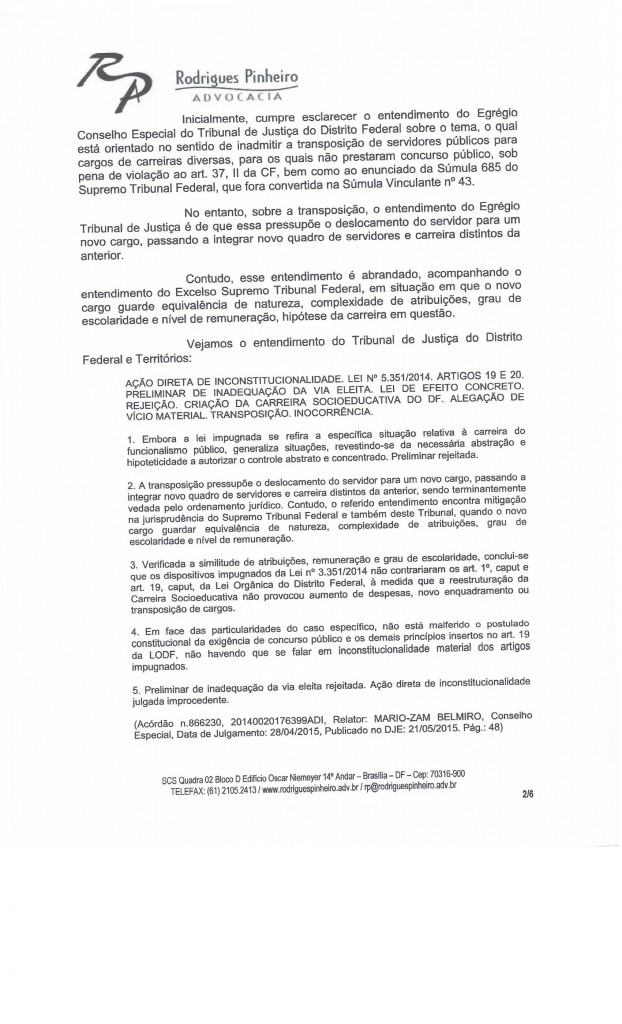 RP
Rodrigues Pinheiro
ADVOCACIA
Inicialmente, cumpre esclarecer o entendimento do Egrégio
Conselho Especial do Tribunal de Justiça do Distrito Federal sobre o tema, o qual
está orientado no sentido de inadmitir a transposição de servidores públicos para
cargos de carreiras diversas, para os quais não prestaram concurso público, sob
pena de violação ao art. 37, II da CF, bem como ao enunciado da Súmula 685 do
Supremo Tribunal Federal, que fora convertida na Súmula Vinculante nº 43.
No entanto, sobre a transposição, o entendimento do Egrégio
Tribunal de Justiça é de que essa pressupõe o deslocamento do servidor para um
novo cargo, passando a integrar novo quadro de servidores e carreira distintos da
anterior.
Contudo, esse entendimento é abrandado, acompanhando o
entendimento do Excelso Supremo Tribunal Federal, em situação em que o novo
cargo guarde equivalência de natureza, complexidade de atribuições, grau de
escolaridade e nível de remuneração, hipótese da carreira em questão.
Vejamos o entendimento do Tribunal de Justiça do Distrito
Federal e Territórios:
AÇÃO DIRETA DE INCONSTITUCIONALIDADE. LEI Nº 5.351/2014. ARTIGOS 19 E 20.
PRELIMINAR DE INADEQUAÇÃO DA VIA ELEITA. LEI DE EFEITO CONCRETO.
REJEIÇÃO. CRIAÇÃO DA CARREIRA SOCIOEDUCATIVA DO DF. ALEGAÇÃO DE
VÍCIO MATERIAL. TRANSPOSIÇÃO. INOCORRÊNCIA.
1. Embora a lei impugnada se refira a específica situação relativa à carreira do
funcionalismo público, generaliza situações, revestindo-se da necessária abstração e
hipoteticidade a autorizar o controle abstrato e concentrado. Preliminar rejeitada.
2. A transposição pressupõe o deslocamento do servidor para um novo cargo, passando a
integrar novo quadro de servidores e carreira distintos da anterior, sendo terminantemente
vedada pelo ordenamento jurídico. Contudo, o referido entendimento encontra mitigação
na jurisprudência do Supremo Tribunal Federal e também deste Tribunal, quando o novo
cargo guardar equivalência de natureza, complexidade de atribuições, grau de
escolaridade e nível de remuneração.
3. Verificada a similitude de atribuições, remuneração e grau de escolaridade, conclui-se
que os dispositivos impugnados da Lei nº 3.351/2014 não contrariaram os art. 1º, caput e
art. 19, caput, da Lei Orgânica do Distrito Federal, à medida que a reestruturação da
Carreira Socioeducativa não provocou aumento de despesas, novo enquadramento ou
transposição de cargos.
4. Em face das particularidades do caso específico, não está malferido o postulado
constitucional da exigência de concurso público e os demais princípios insertos no art. 19
da LODF, não havendo que se falar em inconstitucionalidade material dos artigos
impugnados.
5. Preliminar de inadequação da via eleita rejeitada. Ação direta de inconstitucionalidade
julgada improcedente.
(Acórdão n.866230, 20140020176399ADI, Relator: MARIO-ZAM BELMIRO, Conselho
Especial, Data de Julgamento: 28/04/2015, Publicado no DJE: 21/05/2015. Pág.: 48)
SCS Quadra 02 Bloco D Edifício Oscar Niemeyer 14º Andar – Brasília – DF – Cep: 70316-900
TELEFAX: (61) 2105.2413 / www.rodriguespinheiro.adv.br / rp@rodriguespinheiro.adv.br
2/6